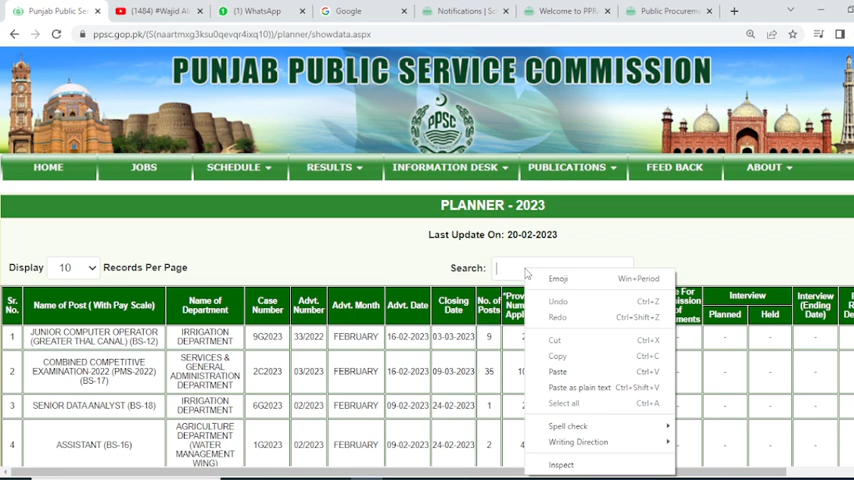 Punjab Public Se
(1484) #Wajid Al
(1) WhatsApp
Google
Notifications | Sc
Welcome to PPRA
Public Procurem
ppsc.gop.pk/(S(naartmxg3ksu0qevqr4ixq10))/planner/showdata.aspx
PUNJAB PUBLIC SERVICE COMMISSION
PPSC
HOME JOBS SCHEDULE RESULTS INFORMATION DESK PUBLICATIONS FEED BACK ABOUT
PLANNER - 2023
Last Update On: 20-02-2023
Display 10 Records Per Page Search:
Sr. No. Name of Post ( With Pay Scale) Name of Department Case Number Advt. Number Advt. Month Advt. Date Closing Date No. of Posts Interview Planned Held Interview (Ending Date)
1 JUNIOR COMPUTER OPERATOR (GREATER THAL CANAL) (BS-12) IRRIGATION DEPARTMENT 9G2023 33/2022 FEBRUARY 16-02-2023 03-03-2023 9 - - - -
2 COMBINED COMPETITIVE EXAMINATION-2022 (PMS-2022) (BS-17) SERVICES & GENERAL ADMINISTRATION DEPARTMENT 2C2023 03/2023 FEBRUARY 16-02-2023 09-03-2023 35 - - - -
3 SENIOR DATA ANALYST (BS-18) IRRIGATION DEPARTMENT 6G2023 02/2023 FEBRUARY 09-02-2023 24-02-2023 1 - - - -
4 ASSISTANT (BS-16) AGRICULTURE DEPARTMENT (WATER MANAGEMENT WING) 1G2023 02/2023 FEBRUARY 09-02-2023 24-02-2023 2 - - - -
Emoji Win+Period
Undo Ctrl+Z
Redo Ctrl+Shift+Z
Cut Ctrl+X
Copy Ctrl+C
Paste Ctrl+V
Paste as plain text Ctrl+Shift+V
Select all Ctrl+A
Spell check
Writing Direction
Inspect